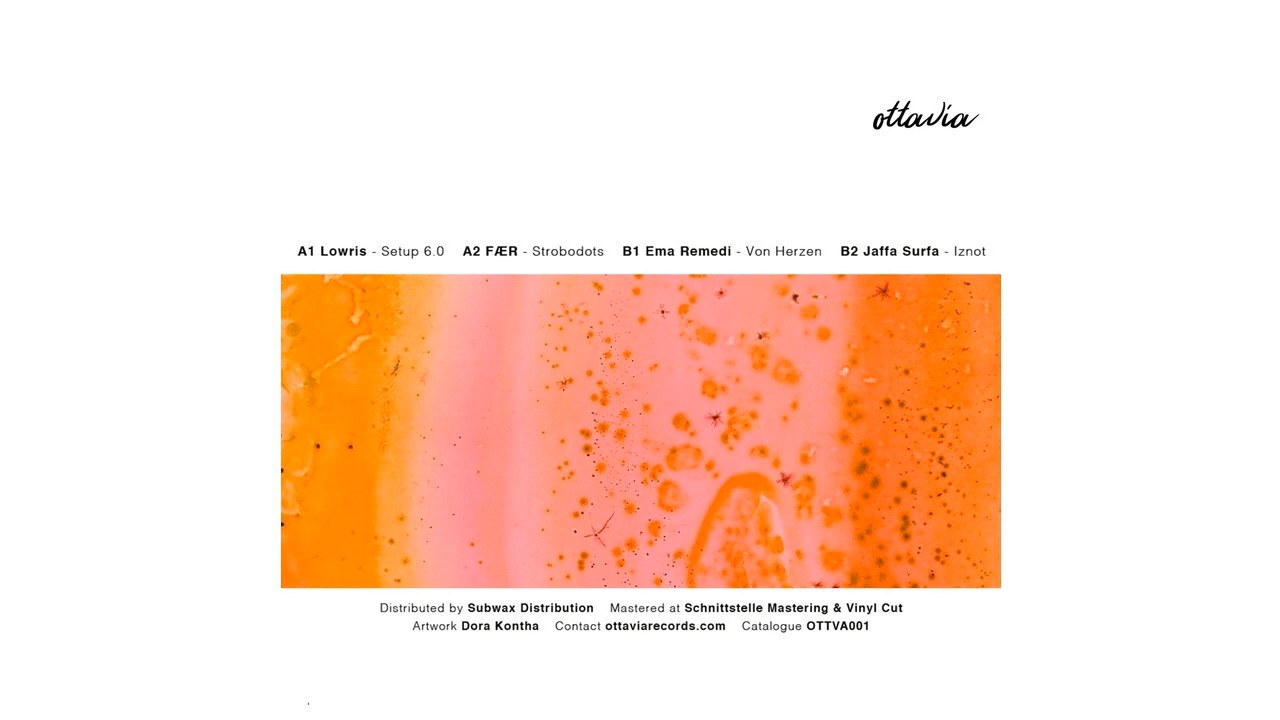 ottavia
A1 Lowris - Setup 6.0 A2 FÆR - Strobodots B1 Ema Remedi - Von Herzen B2 Jaffa Surfa - Iznot
Distributed by Subwax Distribution Mastered at Schnittstelle Mastering & Vinyl Cut
Artwork Dora Kontha Contact ottaviarecords.com Catalogue OTTVA001